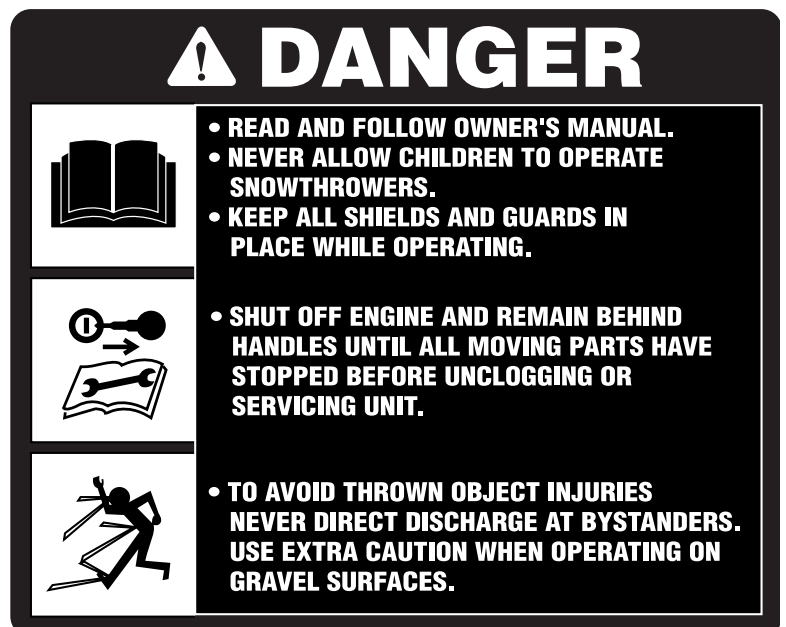 DANGER
• READ AND FOLLOW OWNER'S MANUAL.
• NEVER ALLOW CHILDREN TO OPERATE
SNOWTHROWERS.
• KEEP ALL SHIELDS AND GUARDS IN
PLACE WHILE OPERATING.
• SHUT OFF ENGINE AND REMAIN BEHIND
HANDLES UNTIL ALL MOVING PARTS HAVE
STOPPED BEFORE UNCLOGGING OR
SERVICING UNIT.
• TO AVOID THROWN OBJECT INJURIES
NEVER DIRECT DISCHARGE AT BYSTANDERS.
USE EXTRA CAUTION WHEN OPERATING ON
GRAVEL SURFACES.